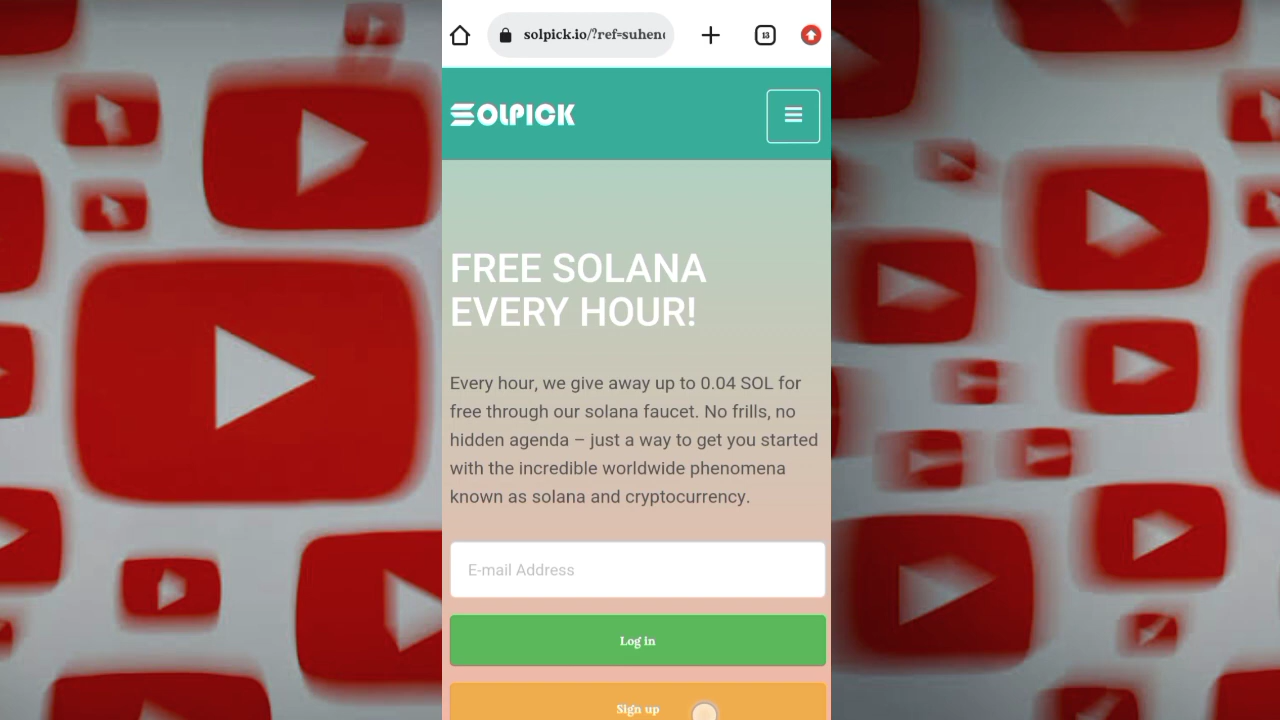 solpick.io/?ref=suhen
13
SOLPICK
FREE SOLANA
EVERY HOUR!
Every hour, we give away up to 0.04 SOL for
free through our solana faucet. No frills, no
hidden agenda – just a way to get you started
with the incredible worldwide phenomena
known as solana and cryptocurrency.
E-mail Address
Log in
Sign up